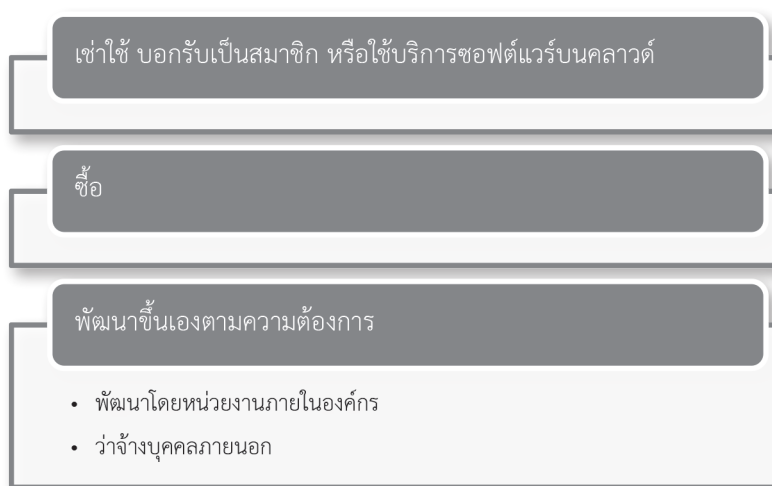 เช่าใช้ บอกรับเป็นสมาชิก หรือใช้บริการซอฟต์แวร์บนคลาวด์
ซื้อ
พัฒนาขึ้นเองตามความต้องการ
• พัฒนาโดยหน่วยงานภายในองค์กร
• ว่าจ้างบุคคลภายนอก